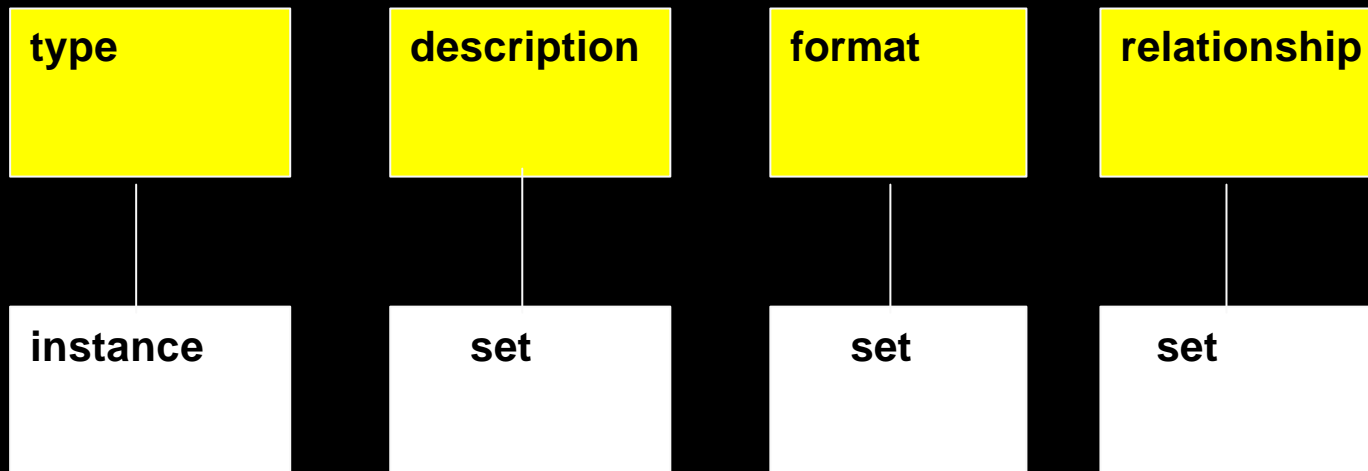 type description format relationship
instance set set set